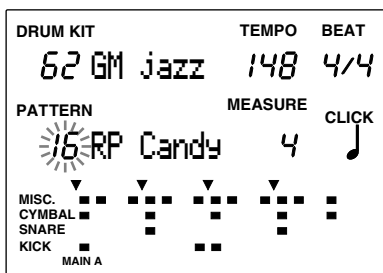 DRUM KIT TEMPO BEAT
62 GM jazz 148 4/4
PATTERN MEASURE CLICK
16 RP Candy 4
MISC.
CYMBAL
SNARE
KICK
MAIN A